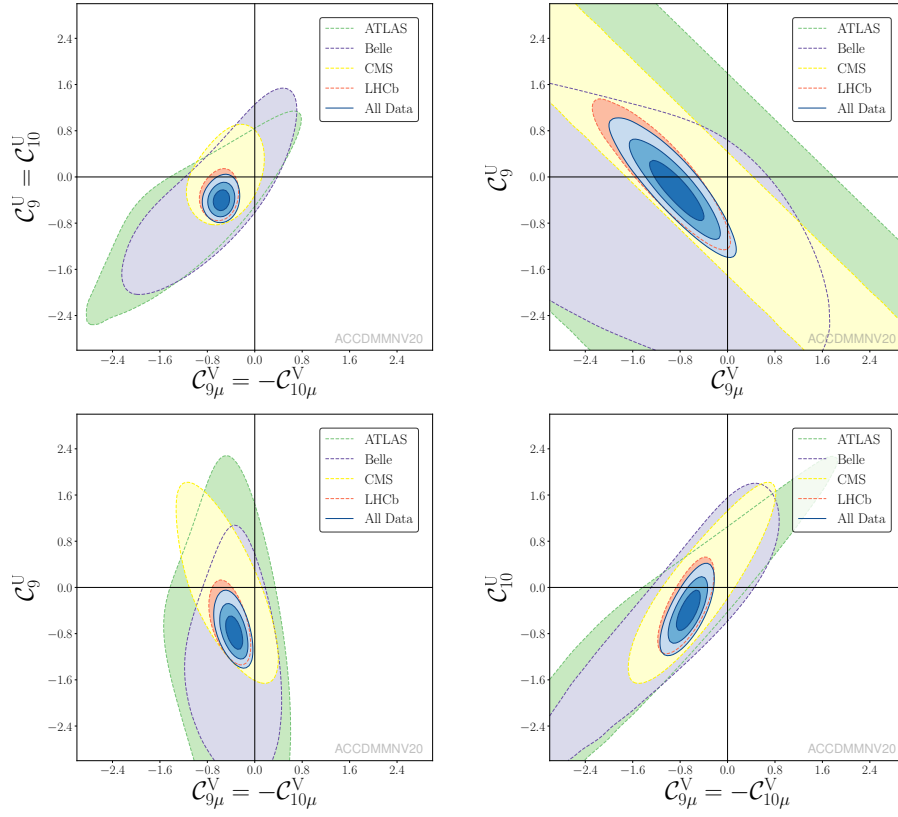 2.4
1.6
0.8
0.0
−0.8
−1.6
−2.4
−2.4 −1.6 −0.8 0.0 0.8 1.6 2.4
C₉ᵁ = C₁₀ᵁ
C₉μⱽ = −C₁₀μⱽ
ATLAS
Belle
CMS
LHCb
All Data
ACCDMMNV20
2.4
1.6
0.8
0.0
−0.8
−1.6
−2.4
−2.4 −1.6 −0.8 0.0 0.8 1.6 2.4
C₉ᵁ
C₉μⱽ
ATLAS
Belle
CMS
LHCb
All Data
2.4
1.6
0.8
0.0
−0.8
−1.6
−2.4
−2.4 −1.6 −0.8 0.0 0.8 1.6 2.4
C₉ᵁ
C₉μⱽ = −C₁₀μⱽ
ATLAS
Belle
CMS
LHCb
All Data
ACCDMMNV20
2.4
1.6
0.8
0.0
−0.8
−1.6
−2.4
−2.4 −1.6 −0.8 0.0 0.8 1.6 2.4
C₁₀ᵁ
C₉μⱽ = −C₁₀μⱽ
ATLAS
Belle
CMS
LHCb
All Data
ACCDMMNV20